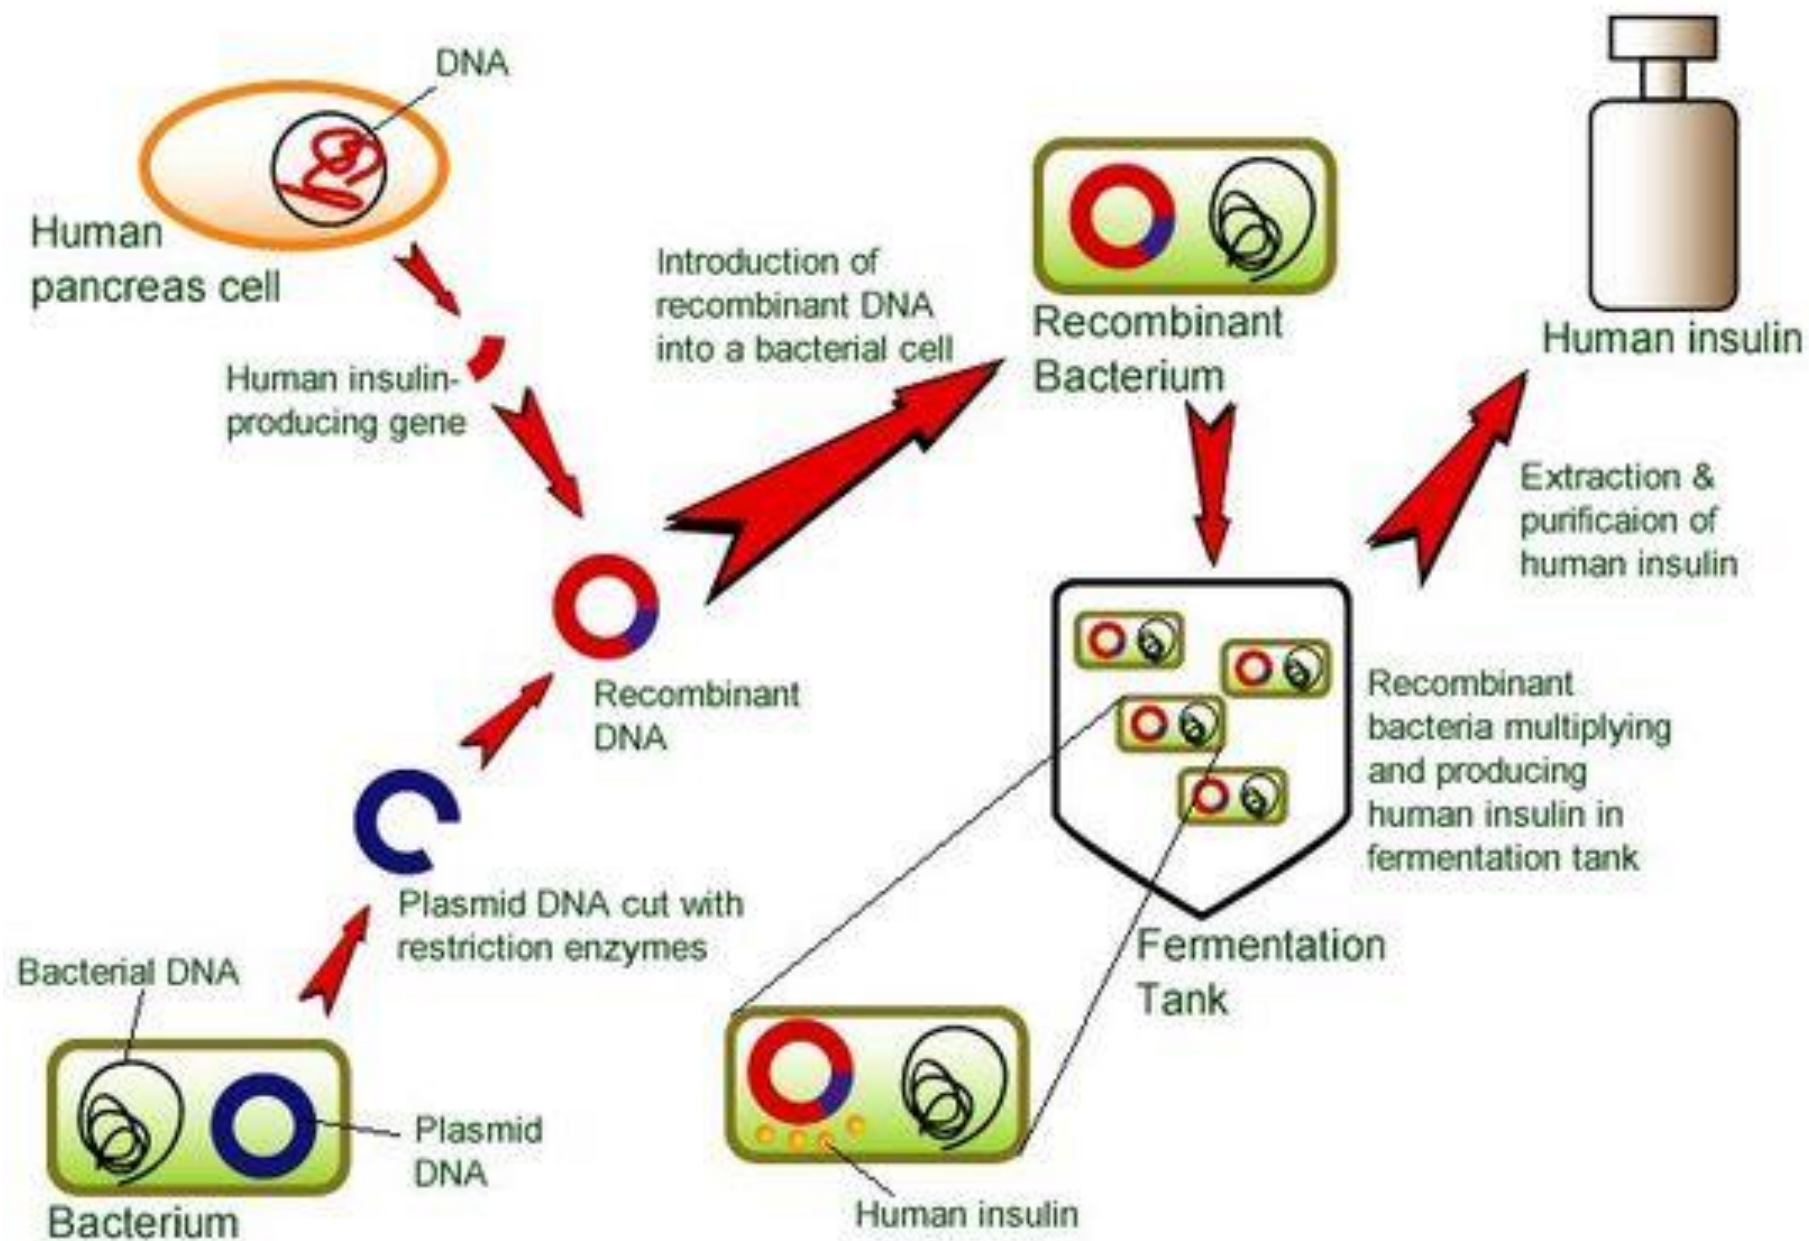 DNA
Human
pancreas cell
Human insulin-
producing gene
Introduction of
recombinant DNA
into a bacterial cell
Recombinant
Bacterium
Human insulin
Extraction &
purificaion of
human insulin
Recombinant
DNA
Plasmid DNA cut with
restriction enzymes
Bacterial DNA
Plasmid
DNA
Bacterium
Recombinant
bacteria multiplying
and producing
human insulin in
fermentation tank
Fermentation
Tank
Human insulin